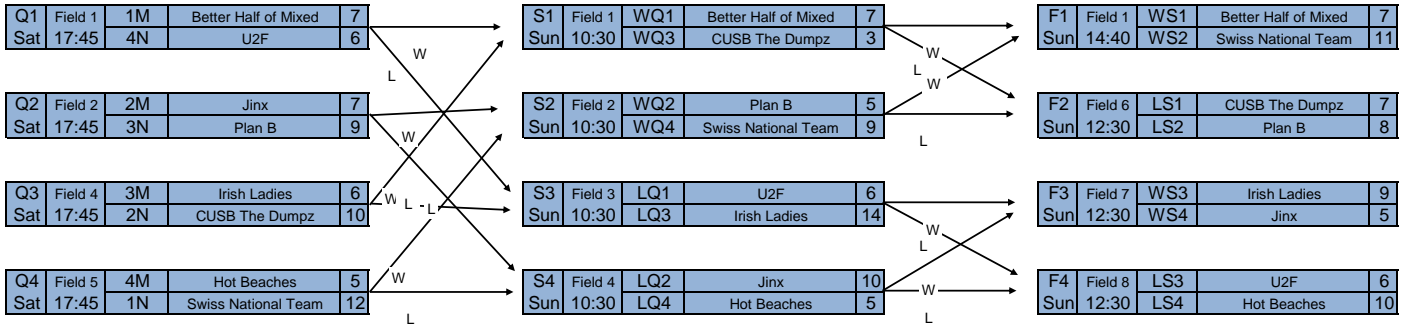 Q1 Field 1 1M Better Half of Mixed 7 S1 Field 1 WQ1 Better Half of Mixed 7 F1 Field 1 WS1 Better Half of Mixed 7
Sat 17:45 4N U2F 6 Sun 10:30 WQ3 CUSB The Dumpz 3 Sun 14:40 WS2 Swiss National Team 11
W W
L L
W
Q2 Field 2 2M Jinx 7 S2 Field 2 WQ2 Plan B 5 F2 Field 6 LS1 CUSB The Dumpz 7
Sat 17:45 3N Plan B 9 Sun 10:30 WQ4 Swiss National Team 9 Sun 12:30 LS2 Plan B 8
W L
Q3 Field 4 3M Irish Ladies 6 S3 Field 3 LQ1 U2F 6 F3 Field 7 WS3 Irish Ladies 9
Sat 17:45 2N CUSB The Dumpz 10 W L - L Sun 10:30 LQ3 Irish Ladies 14 Sun 12:30 WS4 Jinx 5
W
L
Q4 Field 5 4M Hot Beaches 5 W S4 Field 4 LQ2 Jinx 10 F4 Field 8 LS3 U2F 6
Sat 17:45 1N Swiss National Team 12 Sun 10:30 LQ4 Hot Beaches 5 W Sun 12:30 LS4 Hot Beaches 10
L L